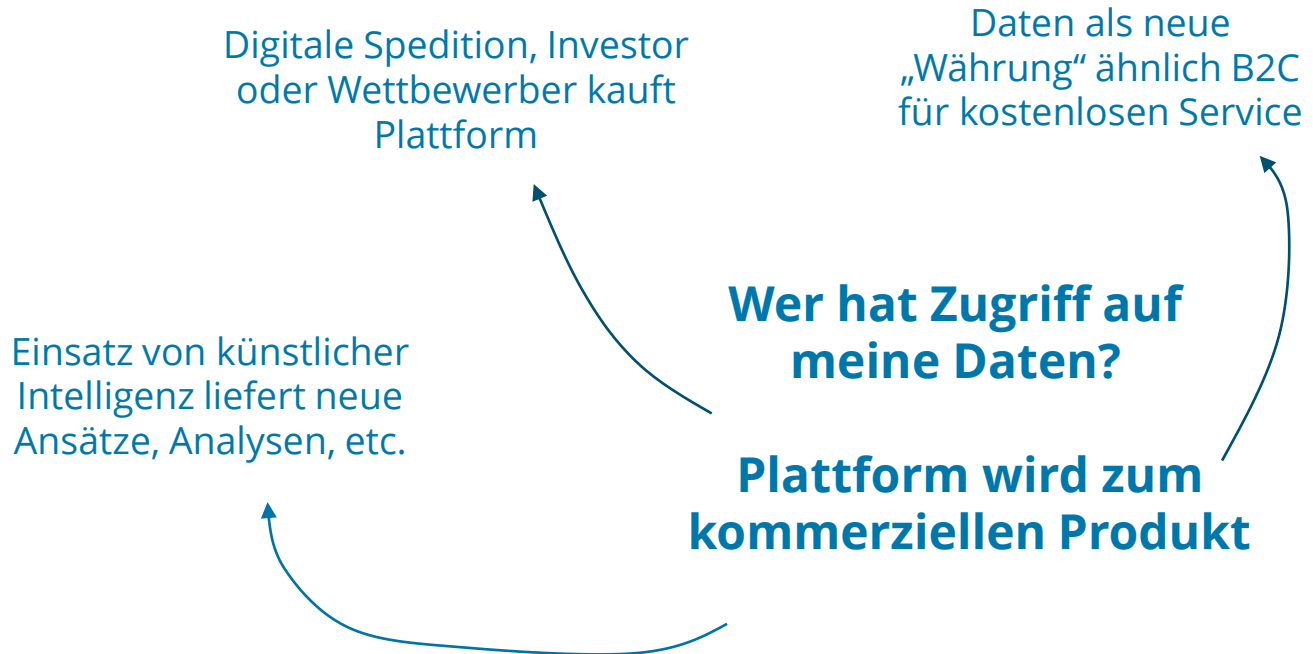 Digitale Spedition, Investor
oder Wettbewerber kauft
Plattform
Daten als neue
„Währung“ ähnlich B2C
für kostenlosen Service
Wer hat Zugriff auf
meine Daten?
Einsatz von künstlicher
Intelligenz liefert neue
Ansätze, Analysen, etc.
Plattform wird zum
kommerziellen Produkt